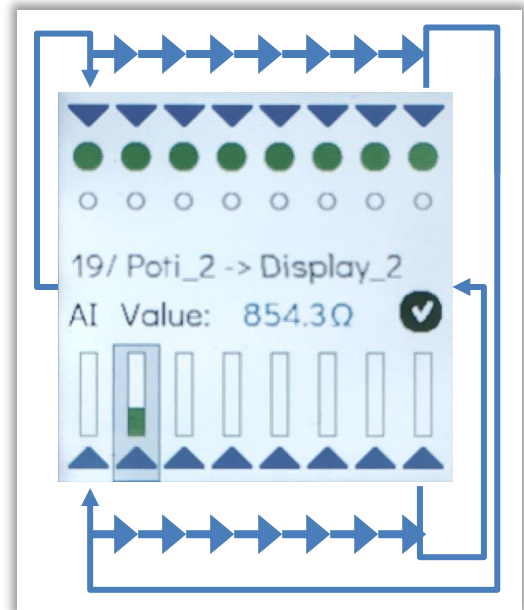 19/ Poti_2 -> Display_2
AI Value: 854.3Ω